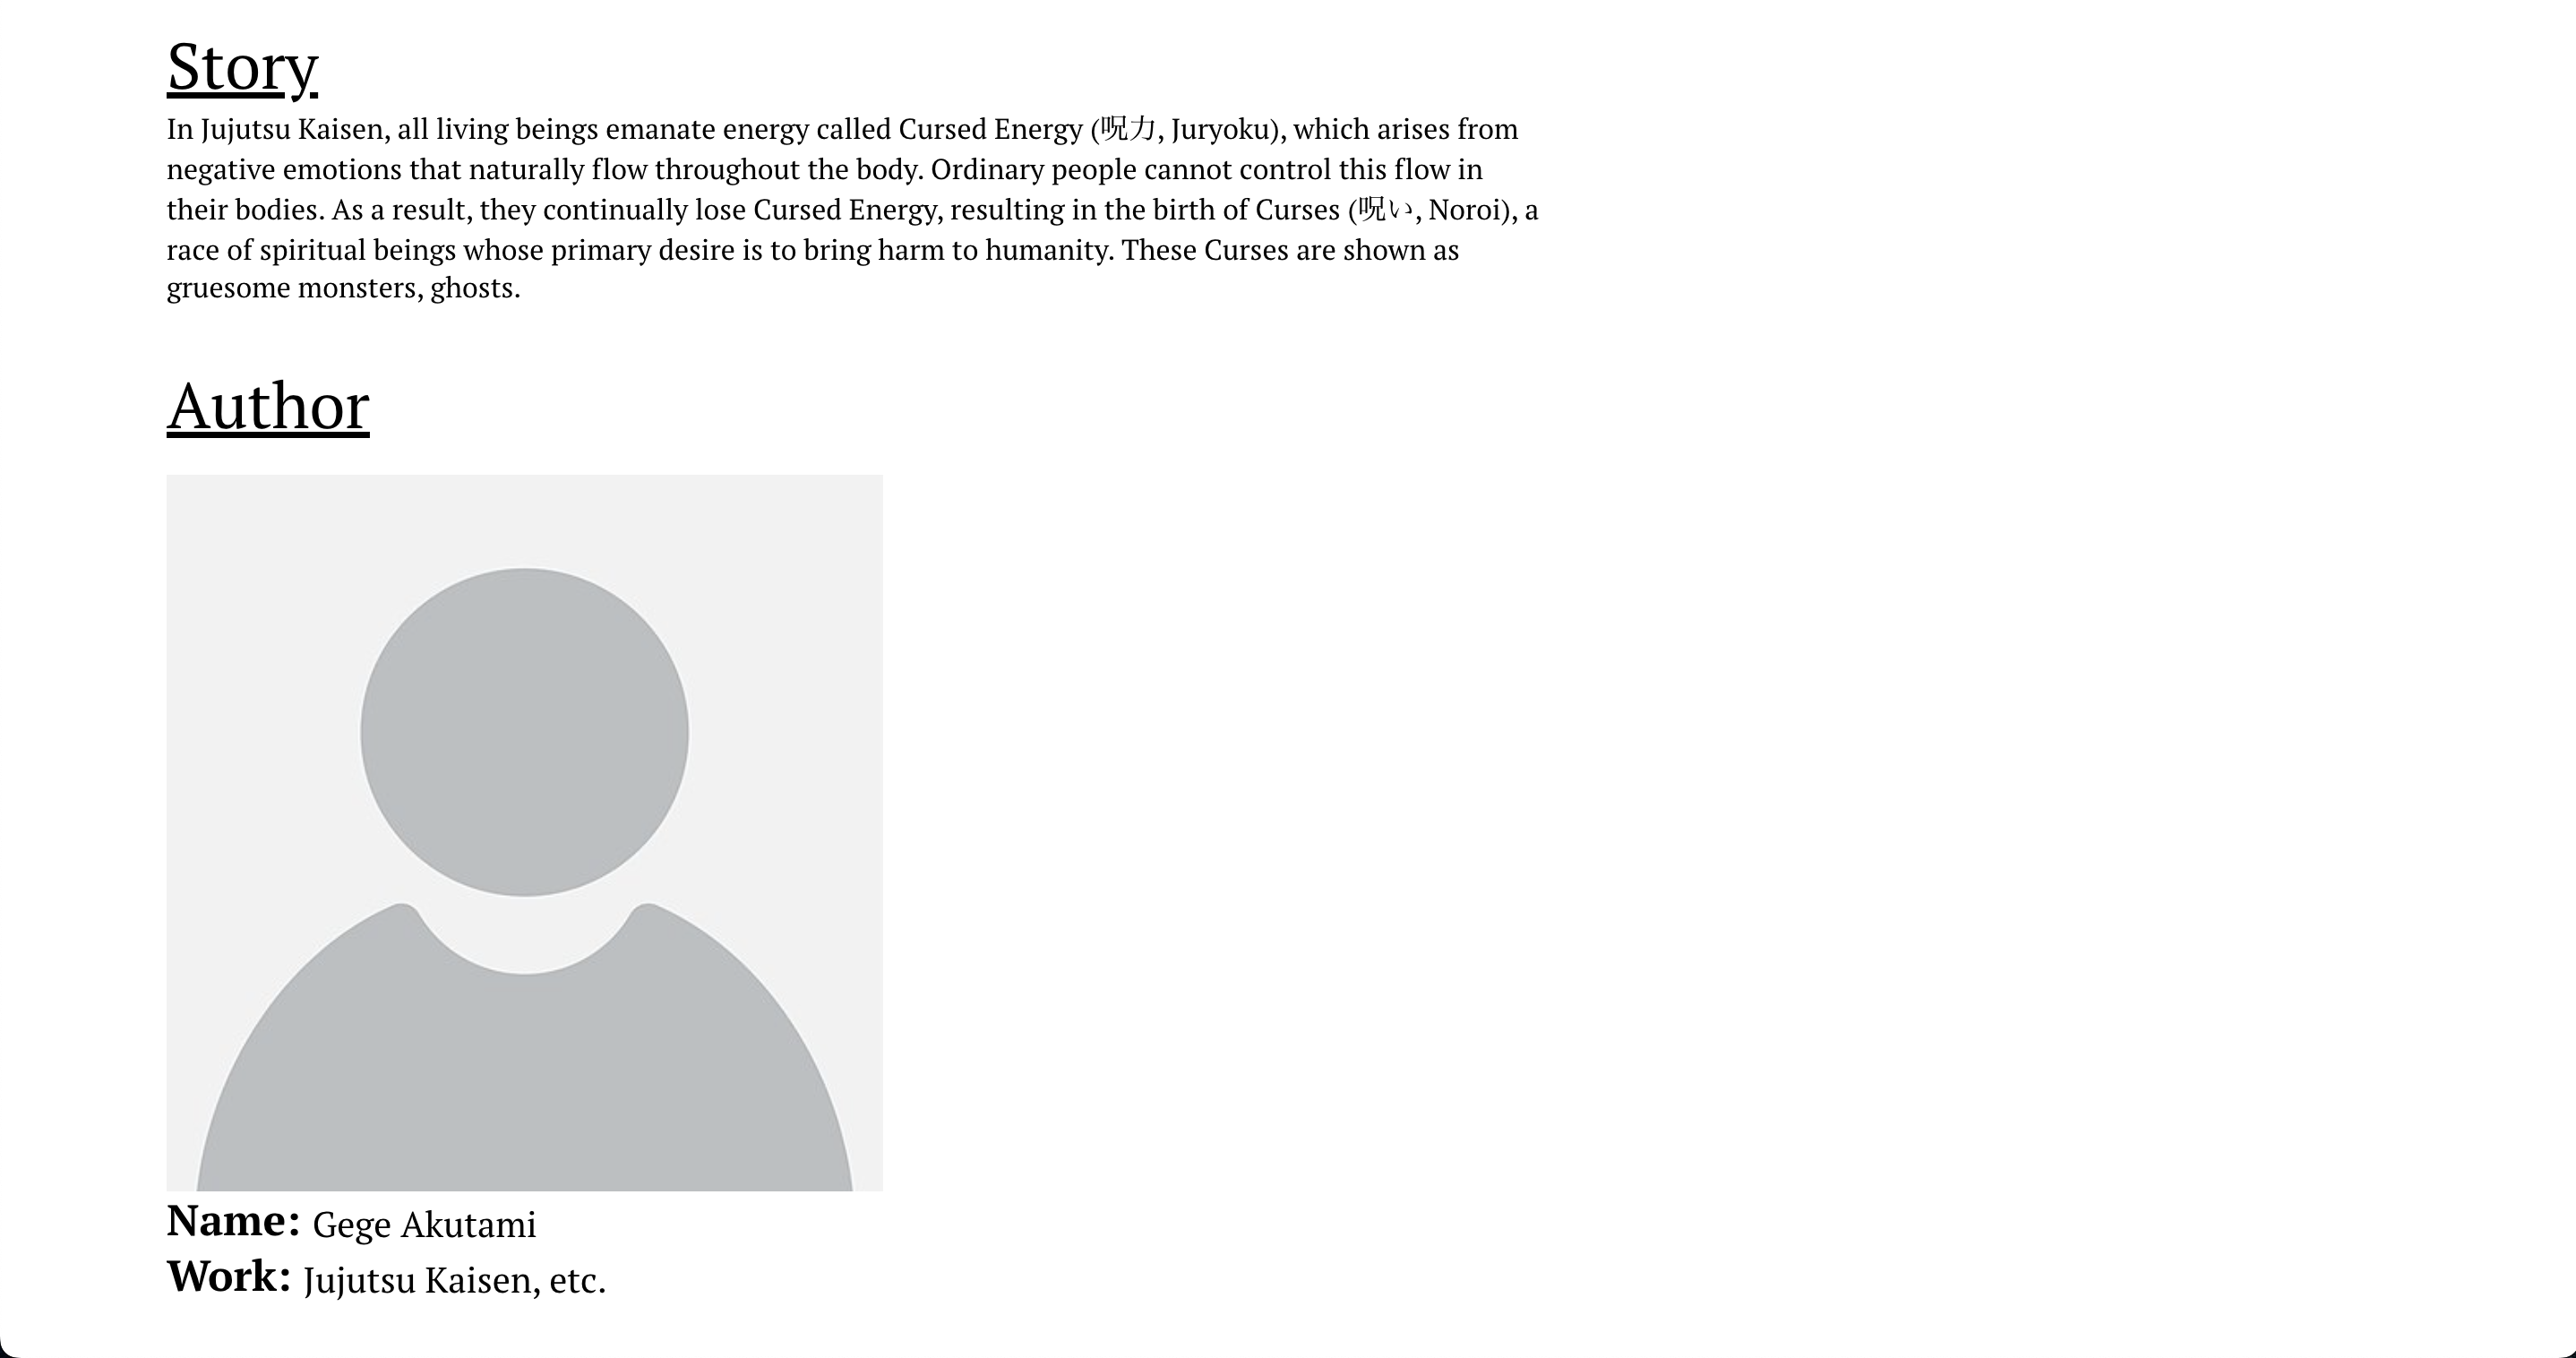 Story
In Jujutsu Kaisen, all living beings emanate energy called Cursed Energy (呪力, Juryoku), which arises from
negative emotions that naturally flow throughout the body. Ordinary people cannot control this flow in
their bodies. As a result, they continually lose Cursed Energy, resulting in the birth of Curses (呪い, Noroi), a
race of spiritual beings whose primary desire is to bring harm to humanity. These Curses are shown as
gruesome monsters, ghosts.
Author
Name: Gege Akutami
Work: Jujutsu Kaisen, etc.